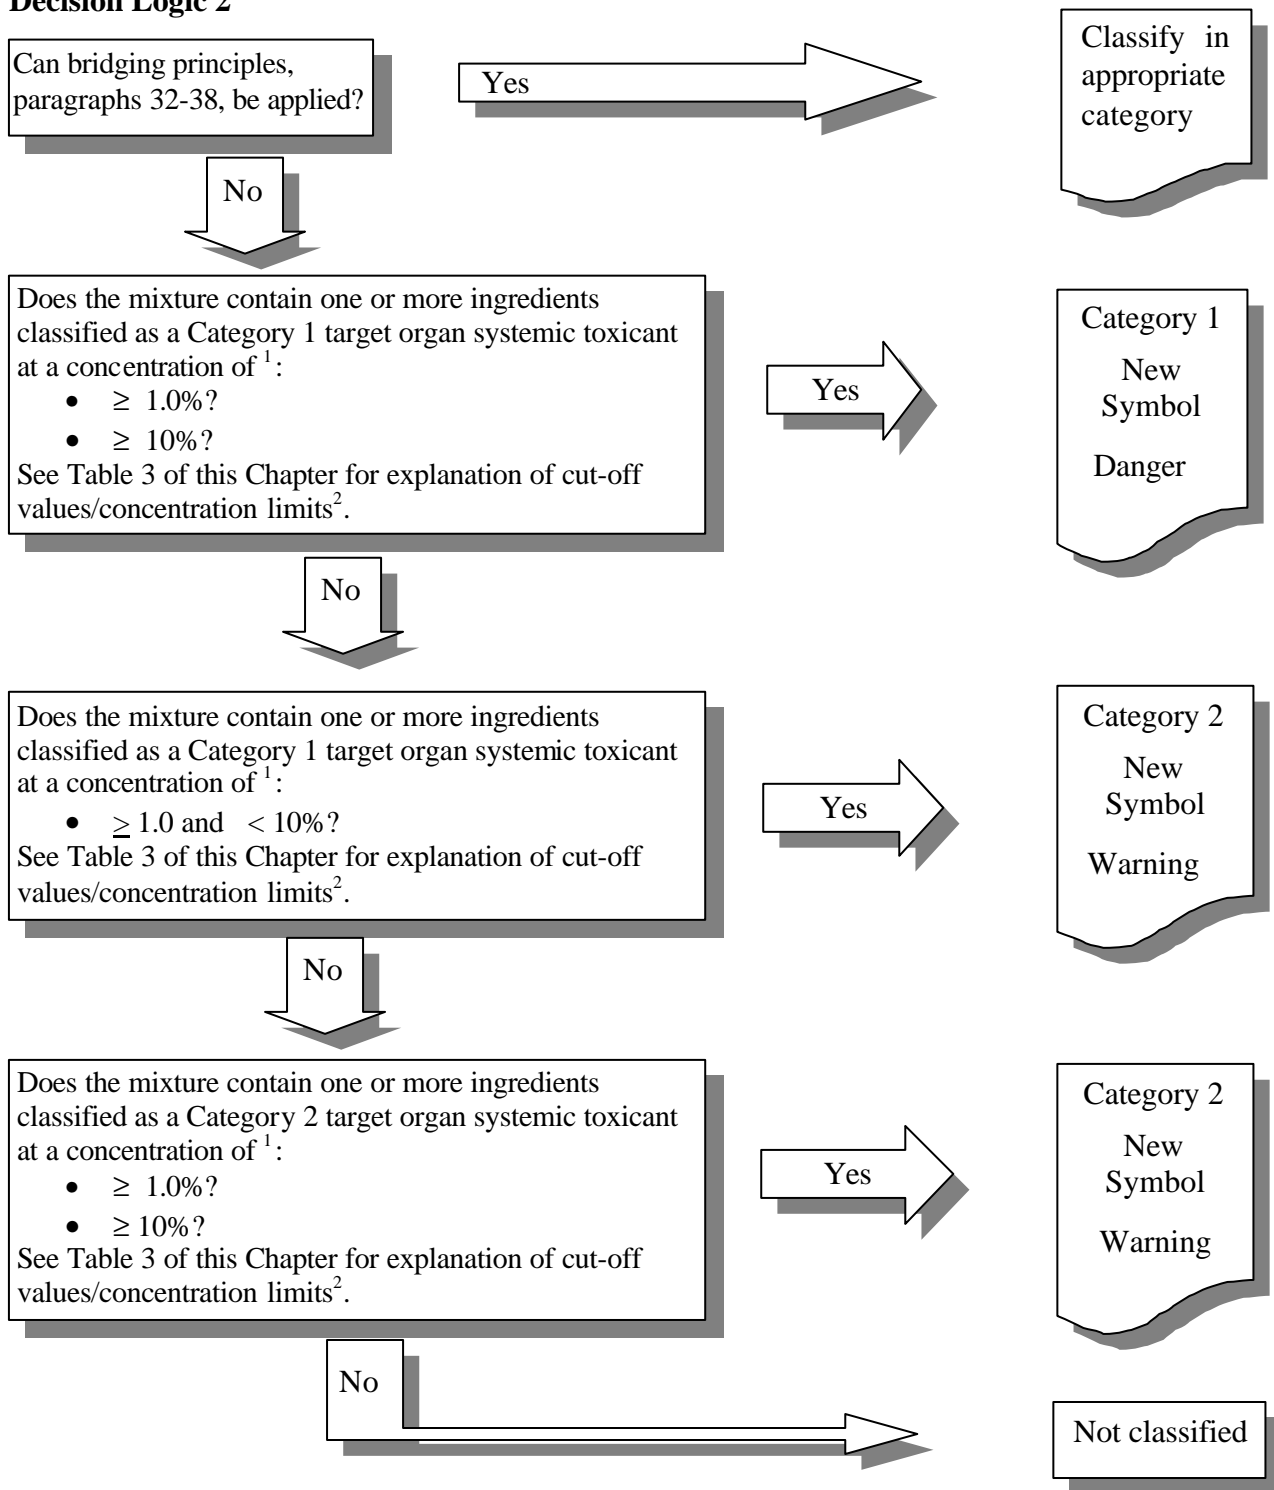 Decision Logic 2
Can bridging principles,
paragraphs 32-38, be applied?
Yes
Classify in
appropriate
category
No
Does the mixture contain one or more ingredients
classified as a Category 1 target organ systemic toxicant
at a concentration of 1:
• ≥ 1.0%?
• ≥ 10%?
See Table 3 of this Chapter for explanation of cut-off
values/concentration limits2.
Yes
Category 1
New
Symbol
Danger
No
Does the mixture contain one or more ingredients
classified as a Category 1 target organ systemic toxicant
at a concentration of 1:
• ≥ 1.0 and < 10%?
See Table 3 of this Chapter for explanation of cut-off
values/concentration limits2.
Yes
Category 2
New
Symbol
Warning
No
Does the mixture contain one or more ingredients
classified as a Category 2 target organ systemic toxicant
at a concentration of 1:
• ≥ 1.0%?
• ≥ 10%?
See Table 3 of this Chapter for explanation of cut-off
values/concentration limits2.
Yes
Category 2
New
Symbol
Warning
No
Not classified